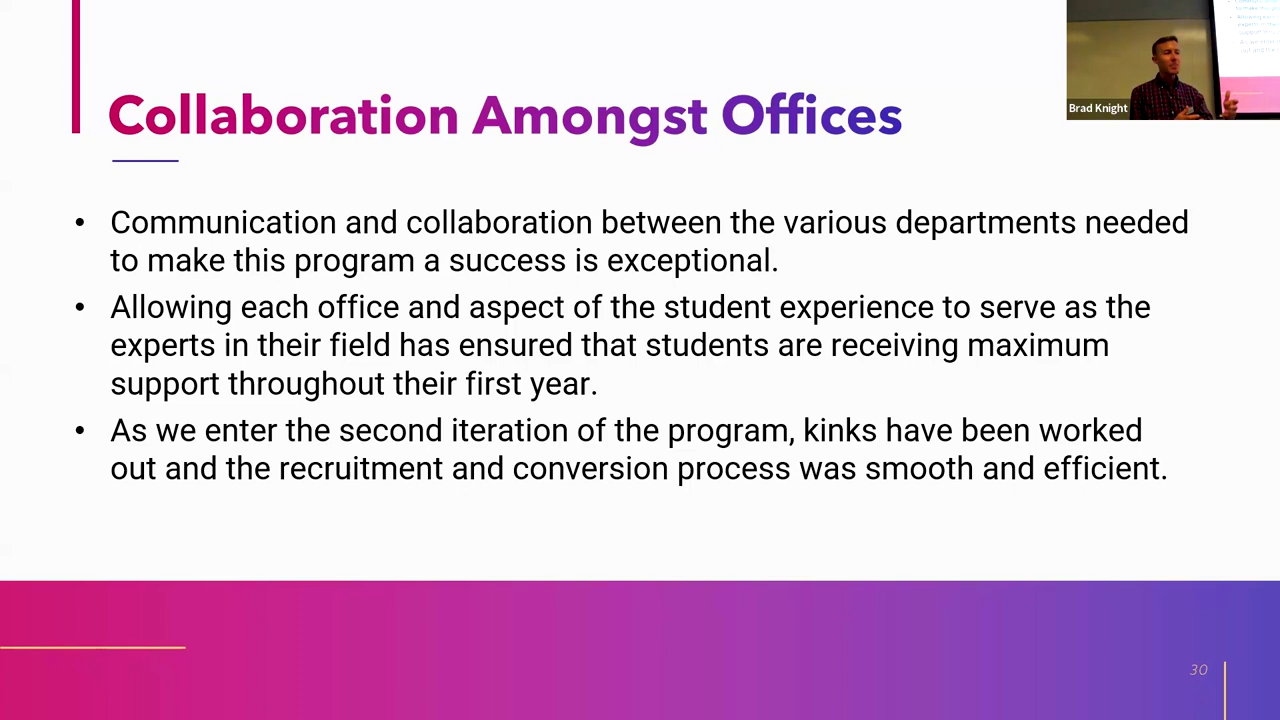 Collaboration Amongst Offices
Brad Knight
• Communication and collaboration between the various departments needed
to make this program a success is exceptional.
• Allowing each office and aspect of the student experience to serve as the
experts in their field has ensured that students are receiving maximum
support throughout their first year.
• As we enter the second iteration of the program, kinks have been worked
out and the recruitment and conversion process was smooth and efficient.
30